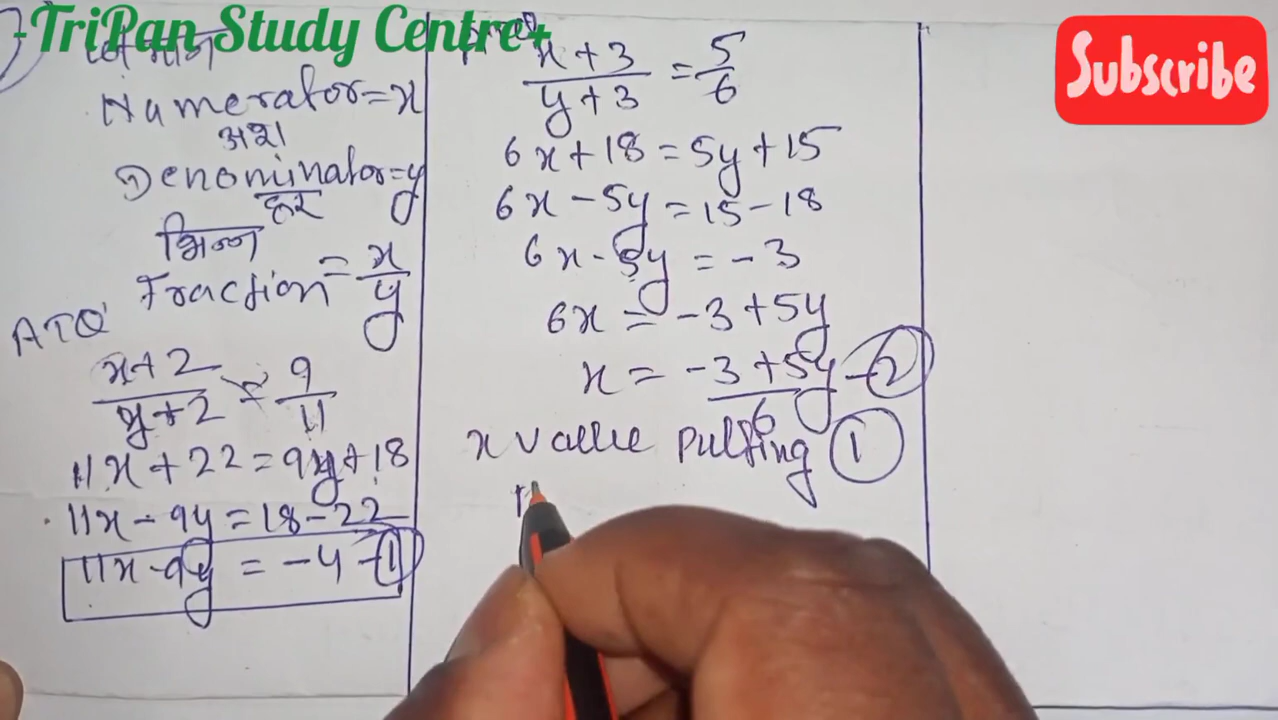 -TriPan Study Centre+
Subscribe
Numerator=x
अंश
Denominator=y
हर
भिन्न
Fraction = x/y
ATQ
x+2/y+2 = 9/11
11x+22=9y+18
11x-9y=18-22
11x-9y = -4 -①
x+3/y+3 = 5/6
6x+18=5y+15
6x-5y=15-18
6x-5y = -3
6x = -3+5y
x = -3+5y/6 -②
x value putting ①